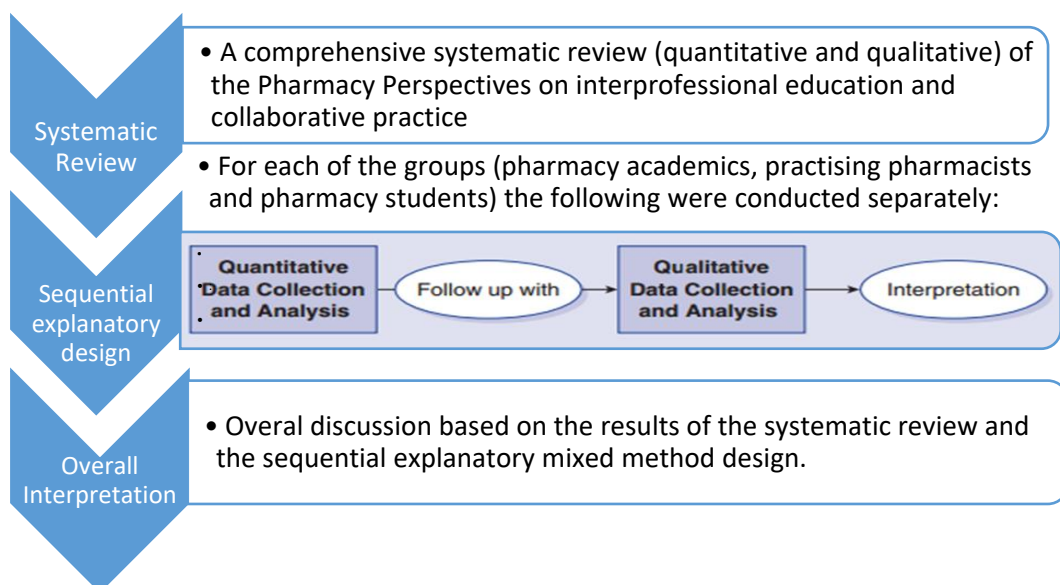 Systematic
Review
• A comprehensive systematic review (quantitative and qualitative) of
the Pharmacy Perspectives on interprofessional education and
collaborative practice
• For each of the groups (pharmacy academics, practising pharmacists
and pharmacy students) the following were conducted separately:
Sequential
explanatory
design
Quantitative
Data Collection
and Analysis
Follow up with
Qualitative
Data Collection
and Analysis
Interpretation
Overall
Interpretation
• Overal discussion based on the results of the systematic review and
the sequential explanatory mixed method design.